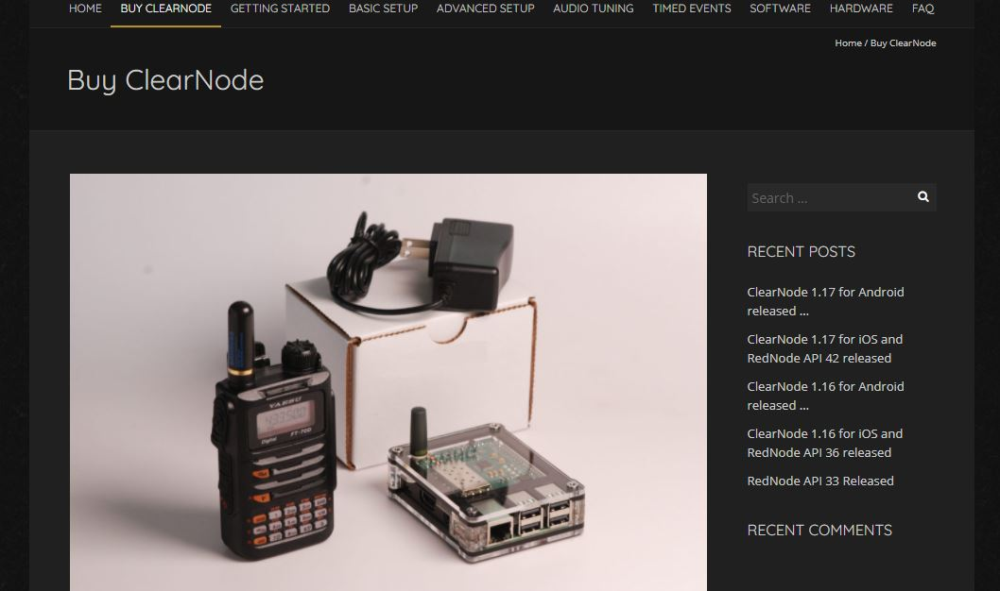 HOME BUY CLEARNODE GETTING STARTED BASIC SETUP ADVANCED SETUP AUDIO TUNING TIMED EVENTS SOFTWARE HARDWARE FAQ
Home / Buy ClearNode
Buy ClearNode
Search ...
RECENT POSTS
ClearNode 1.17 for Android
released ...
ClearNode 1.17 for iOS and
RedNode API 42 released
ClearNode 1.16 for Android
released ...
ClearNode 1.16 for iOS and
RedNode API 36 released
RedNode API 33 Released
RECENT COMMENTS
YAESU
Digital FT-70D